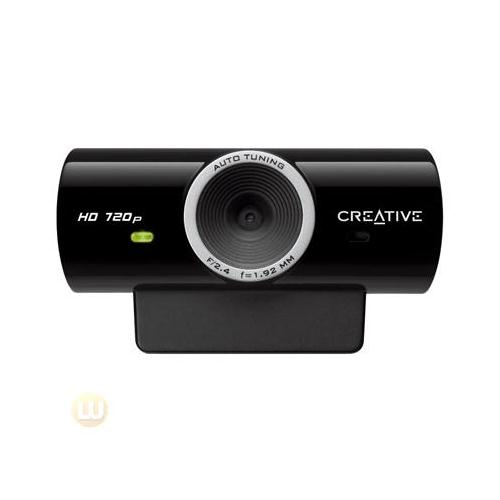 AUTO TUNING
HD 720p
CREATIVE
F/2.4 f=1.92 MM
W